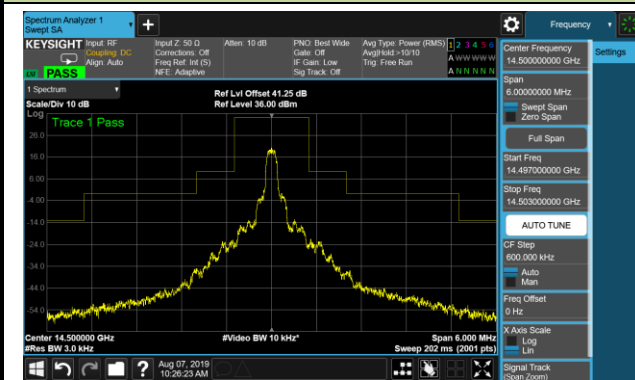 Spectrum Analyzer 1
Swept SA
Frequency
KEYSIGHT Input: RF
Coupling: DC
Align: Auto
LXI PASS
Input Z: 50 Ω
Corrections: Off
Freq Ref: Int (S)
NFE: Adaptive
Atten: 10 dB
PNO: Best Wide
Gate: Off
IF Gain: Low
Sig Track: Off
Avg Type: Power (RMS)
Avg|Hold:>10/10
Trig: Free Run
1 2 3 4 5 6
A W W W W W
A N N N N N
1 Spectrum
Scale/Div 10 dB
Ref Lvl Offset 41.25 dB
Ref Level 36.00 dBm
Log
Trace 1 Pass
26.0
16.0
6.00
-4.00
-14.0
-24.0
-34.0
-44.0
-54.0
Center 14.500000 GHz
#Res BW 3.0 kHz
#Video BW 10 kHz*
Span 6.000 MHz
Sweep 202 ms (2001 pts)
Aug 07, 2019
10:26:23 AM
Center Frequency
14.500000000 GHz
Settings
Span
6.00000000 MHz
Swept Span
Zero Span
Full Span
Start Freq
14.497000000 GHz
Stop Freq
14.503000000 GHz
AUTO TUNE
CF Step
600.000 kHz
Auto
Man
Freq Offset
0 Hz
X Axis Scale
Log
Lin
Signal Track
(Span Zoom)